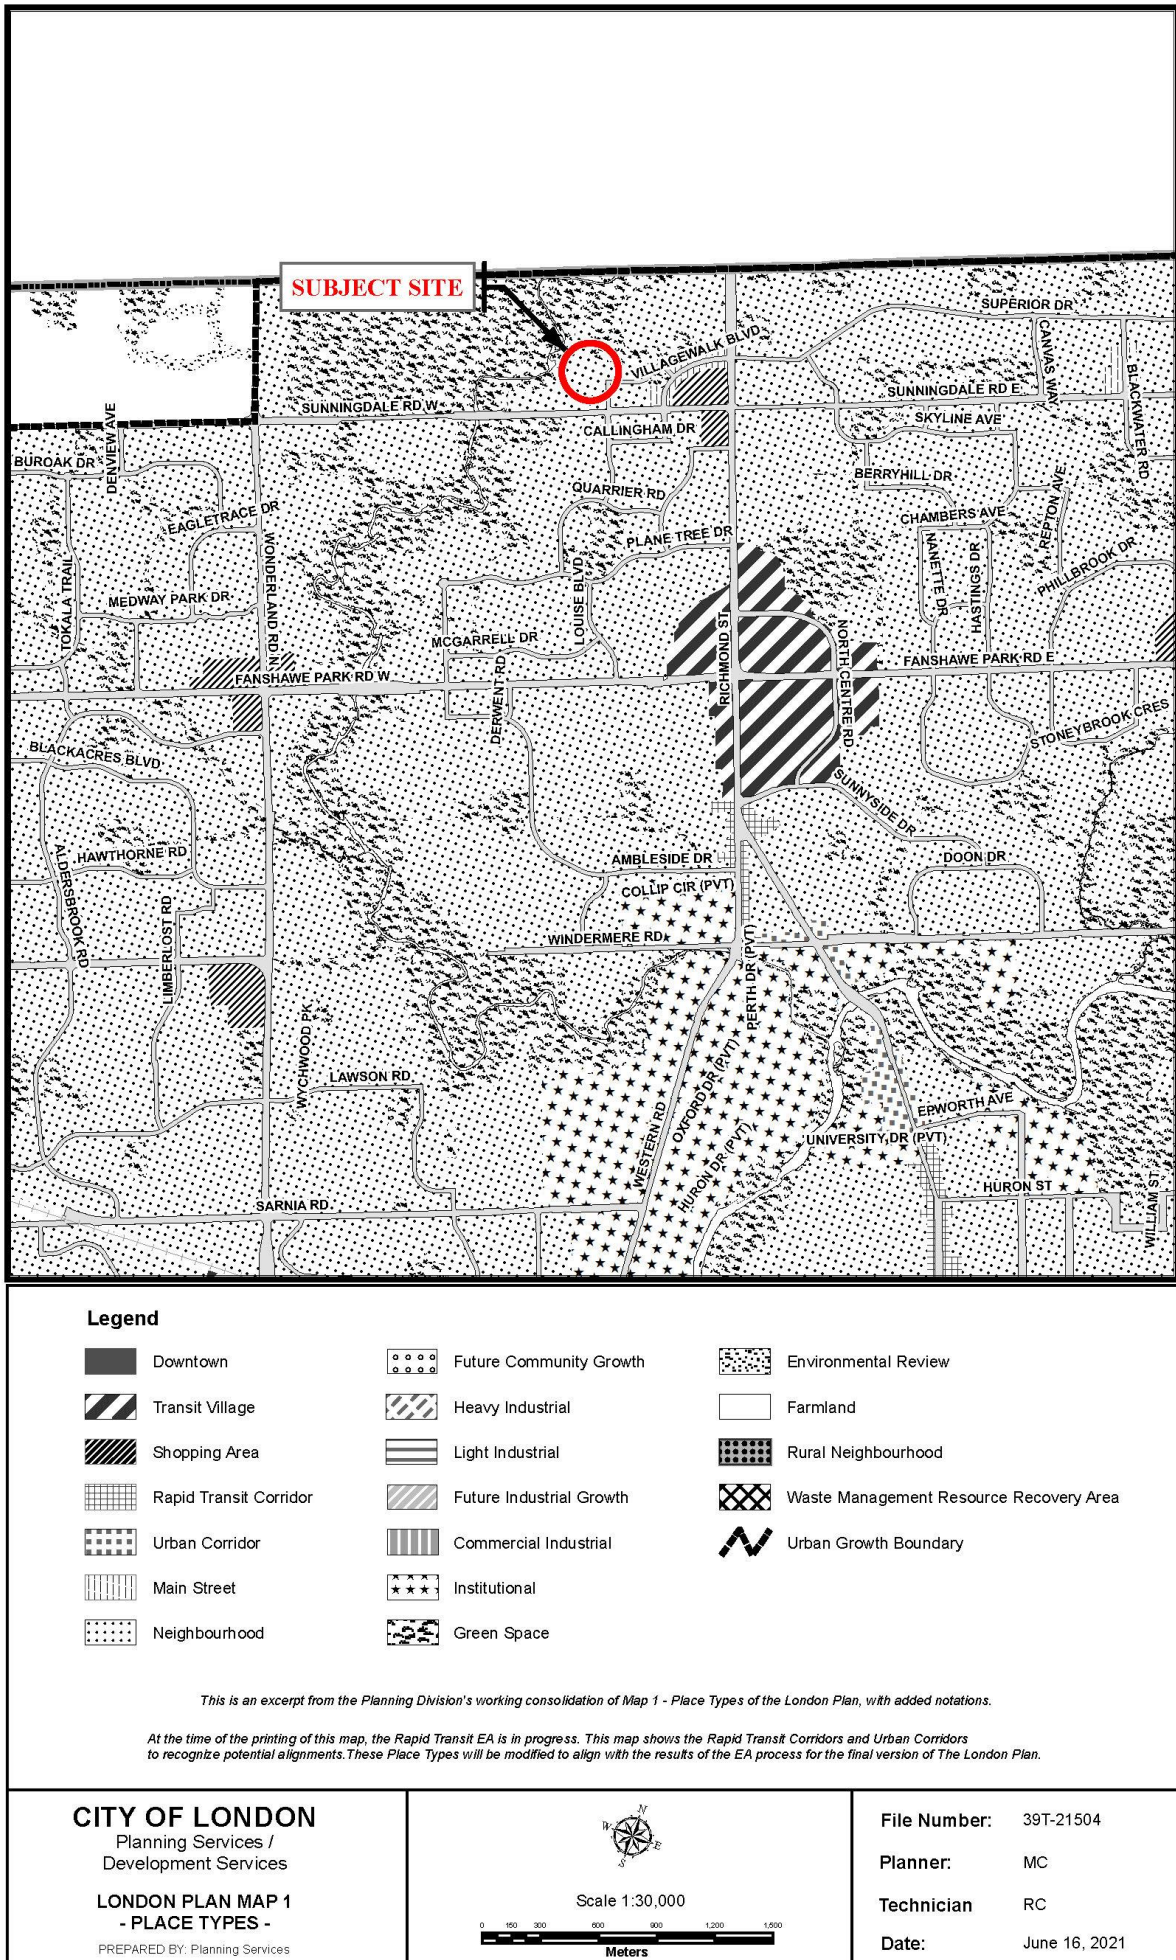 SUBJECT SITE
SUPERIOR DR
VILLAGEWALK BLVD
CANVAS WAY
BLACKWATER RD
SUNNINGDALE RD E
SUNNINGDALE RD W
SKYLINE AVE
CALLINGHAM DR
DENVIEW AVE
BUROAK DR
BERRYHILL DR
QUARRIER RD
REPTON AVE
EAGLETRACE DR
CHAMBERS AVE
PLANE TREE DR
WONDERLAND RD N
NANETTE DR
HASTINGS DR
PHILLBROOK DR
TOKALA TRAIL
MEDWAY PARK DR
LOUISE BLVD
MCGARRELL DR
RICHMOND ST
NORTH CENTRE RD
FANSHAWE PARK RD E
FANSHAWE PARK RD W
DERWENT RD
STONEYBROOK CRES
BLACKACRES BLVD
SUNNYSIDE DR
HAWTHORNE RD
AMBLESIDE DR
DOON DR
COLLIP CIR (PVT)
ALDERSBROOK RD
LIMBERLOST RD
WINDERMERE RD
PERTH DR (PVT)
WYCHWOOD PK
LAWSON RD
OXFORD DR (PVT)
EPWORTH AVE
WESTERN RD
HURON DR (PVT)
UNIVERSITY DR (PVT)
HURON ST
WILLIAM ST
SARNIA RD
Legend
Downtown
Transit Village
Shopping Area
Rapid Transit Corridor
Urban Corridor
Main Street
Neighbourhood
Future Community Growth
Heavy Industrial
Light Industrial
Future Industrial Growth
Commercial Industrial
Institutional
Green Space
Environmental Review
Farmland
Rural Neighbourhood
Waste Management Resource Recovery Area
Urban Growth Boundary
This is an excerpt from the Planning Division's working consolidation of Map 1 - Place Types of the London Plan, with added notations.
At the time of the printing of this map, the Rapid Transit EA is in progress. This map shows the Rapid Transit Corridors and Urban Corridors
to recognize potential alignments.These Place Types will be modified to align with the results of the EA process for the final version of The London Plan.
CITY OF LONDON
Planning Services /
Development Services
LONDON PLAN MAP 1
- PLACE TYPES -
PREPARED BY: Planning Services
N
W
E
S
Scale 1:30,000
0 150 300 600 900 1,200 1,500
Meters
File Number: 39T-21504
Planner: MC
Technician RC
Date: June 16, 2021